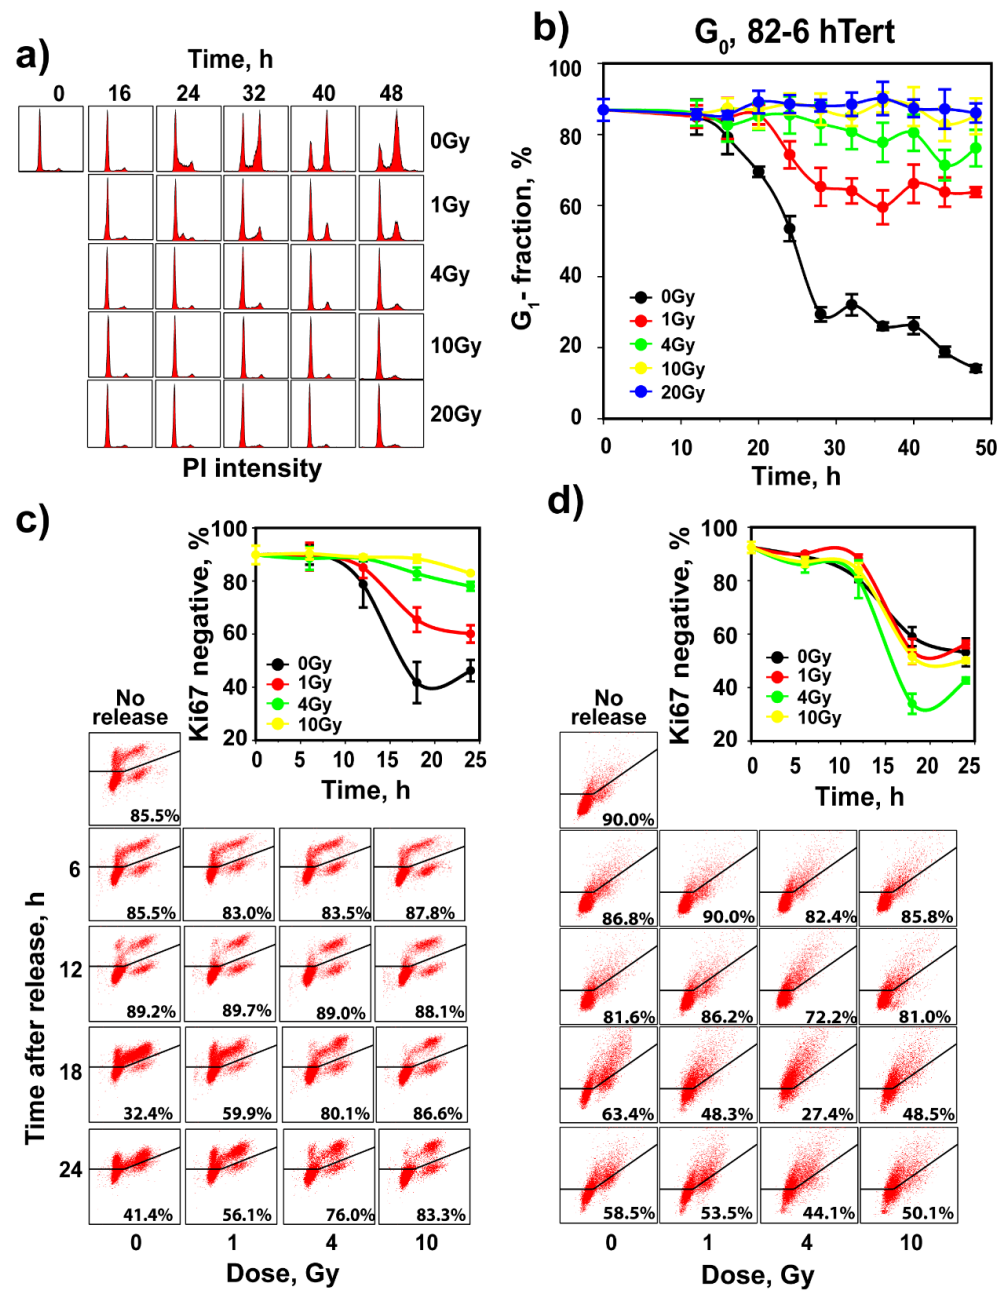 a)
Time, h
0 16 24 32 40 48
0Gy
1Gy
4Gy
10Gy
20Gy
PI intensity
b)
G0, 82-6 hTert
G1- fraction, %
100
80
60
40
20
0
0Gy
1Gy
4Gy
10Gy
20Gy
0 10 20 30 40 50
Time, h
c)
Ki67 negative, %
100
80
60
40
20
0Gy
1Gy
4Gy
10Gy
0 5 10 15 20 25
Time, h
No
release
85.5%
Time after release, h
6
85.5% 83.0% 83.5% 87.8%
12
89.2% 89.7% 89.0% 88.1%
18
32.4% 59.9% 80.1% 86.6%
24
41.4% 56.1% 76.0% 83.3%
0 1 4 10
Dose, Gy
d)
Ki67 negative, %
100
80
60
40
20
0Gy
1Gy
4Gy
10Gy
0 5 10 15 20 25
Time, h
No
release
90.0%
86.8% 90.0% 82.4% 85.8%
81.6% 86.2% 72.2% 81.0%
63.4% 48.3% 27.4% 48.5%
58.5% 53.5% 44.1% 50.1%
0 1 4 10
Dose, Gy